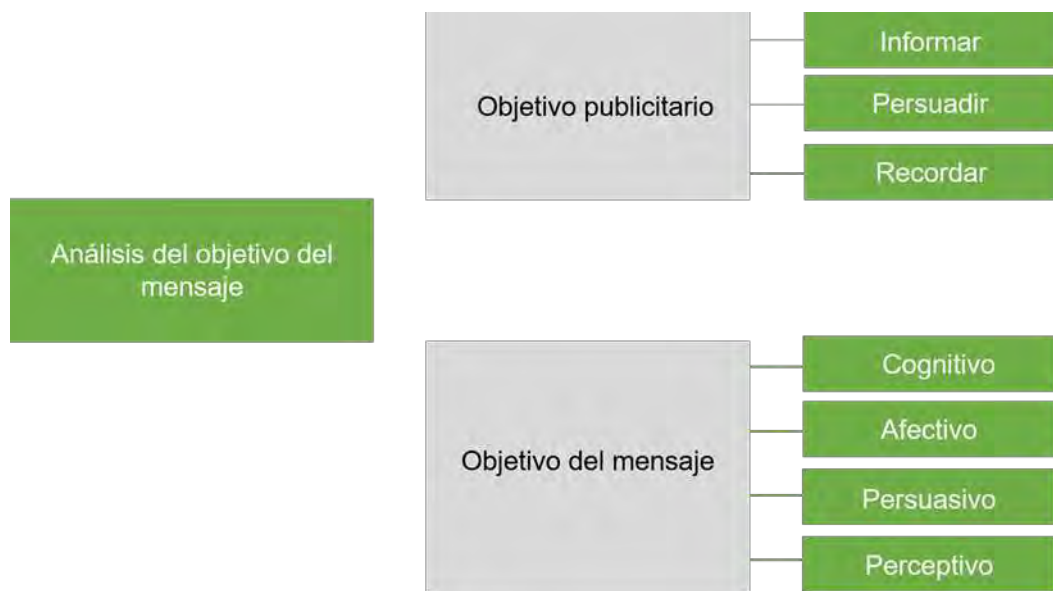 Objetivo publicitario
Informar
Persuadir
Recordar
Análisis del objetivo del
mensaje
Objetivo del mensaje
Cognitivo
Afectivo
Persuasivo
Perceptivo